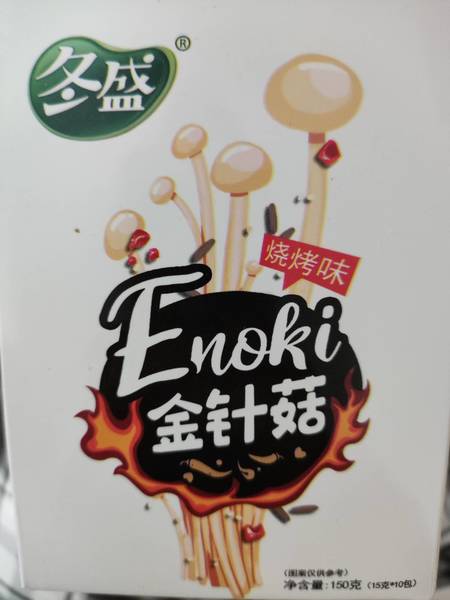 冬盛®
烧烤味
Enoki
金针菇
(图案仅供参考)
净含量:150克 (15克*10包)